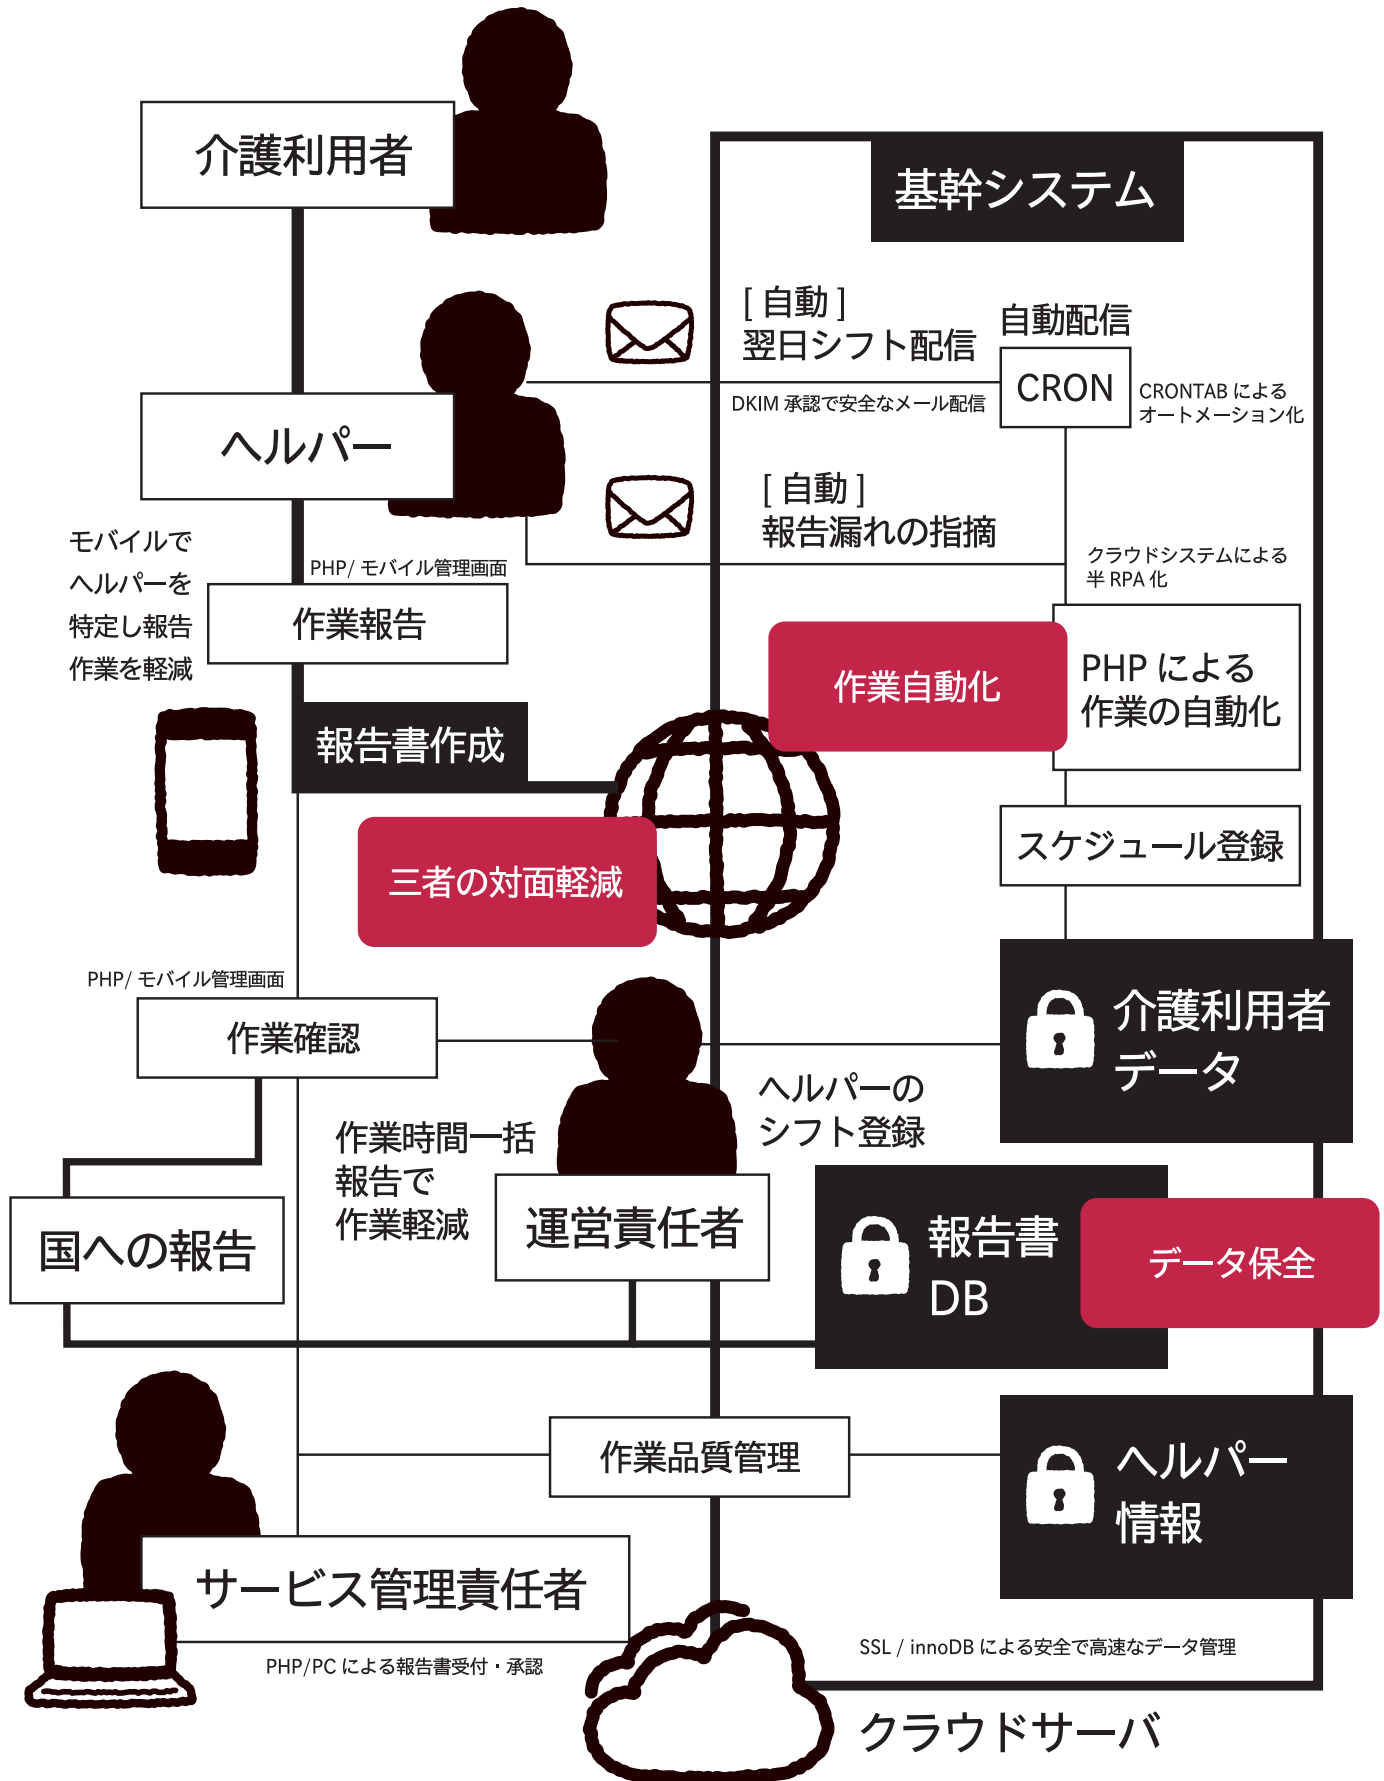 介護利用者
基幹システム
[ 自動 ]
翌日シフト配信
自動配信
CRON
CRONTAB による
オートメーション化
DKIM 承認で安全なメール配信
ヘルパー
[ 自動 ]
報告漏れの指摘
モバイルで
ヘルパーを
特定し報告
作業を軽減
PHP/ モバイル管理画面
作業報告
クラウドシステムによる
半 RPA 化
作業自動化
PHP による
作業の自動化
報告書作成
スケジュール登録
三者の対面軽減
PHP/ モバイル管理画面
作業確認
介護利用者
データ
ヘルパーの
シフト登録
作業時間一括
報告で
作業軽減
運営責任者
国への報告
報告書
DB
データ保全
作業品質管理
ヘルパー
情報
サービス管理責任者
PHP/PC による報告書受付・承認
SSL / innoDB による安全で高速なデータ管理
クラウドサーバ